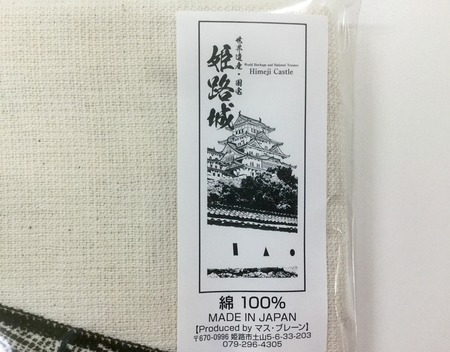 世界遺産・国宝
World Heritage and National Treasure
姫路城
Himeji Castle
綿 100%
MADE IN JAPAN
【Produced by マス・ブレーン】
〒670-0996 姫路市土山5-6-33-203
079-296-4305